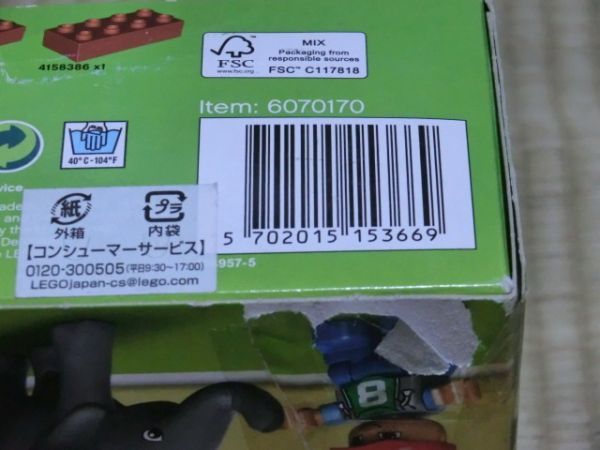 4158386 x1
FSC
www.fsc.org
MIX
Packaging from
responsible sources
FSC™ C117818
Item: 6070170
40°C-104°F
5 702015 153669
957-5
紙
外箱
プラ
内袋
【コンシューマーサービス】
0120-300505(平日9:30～17:00)
LEGOjapan-cs@lego.com
8